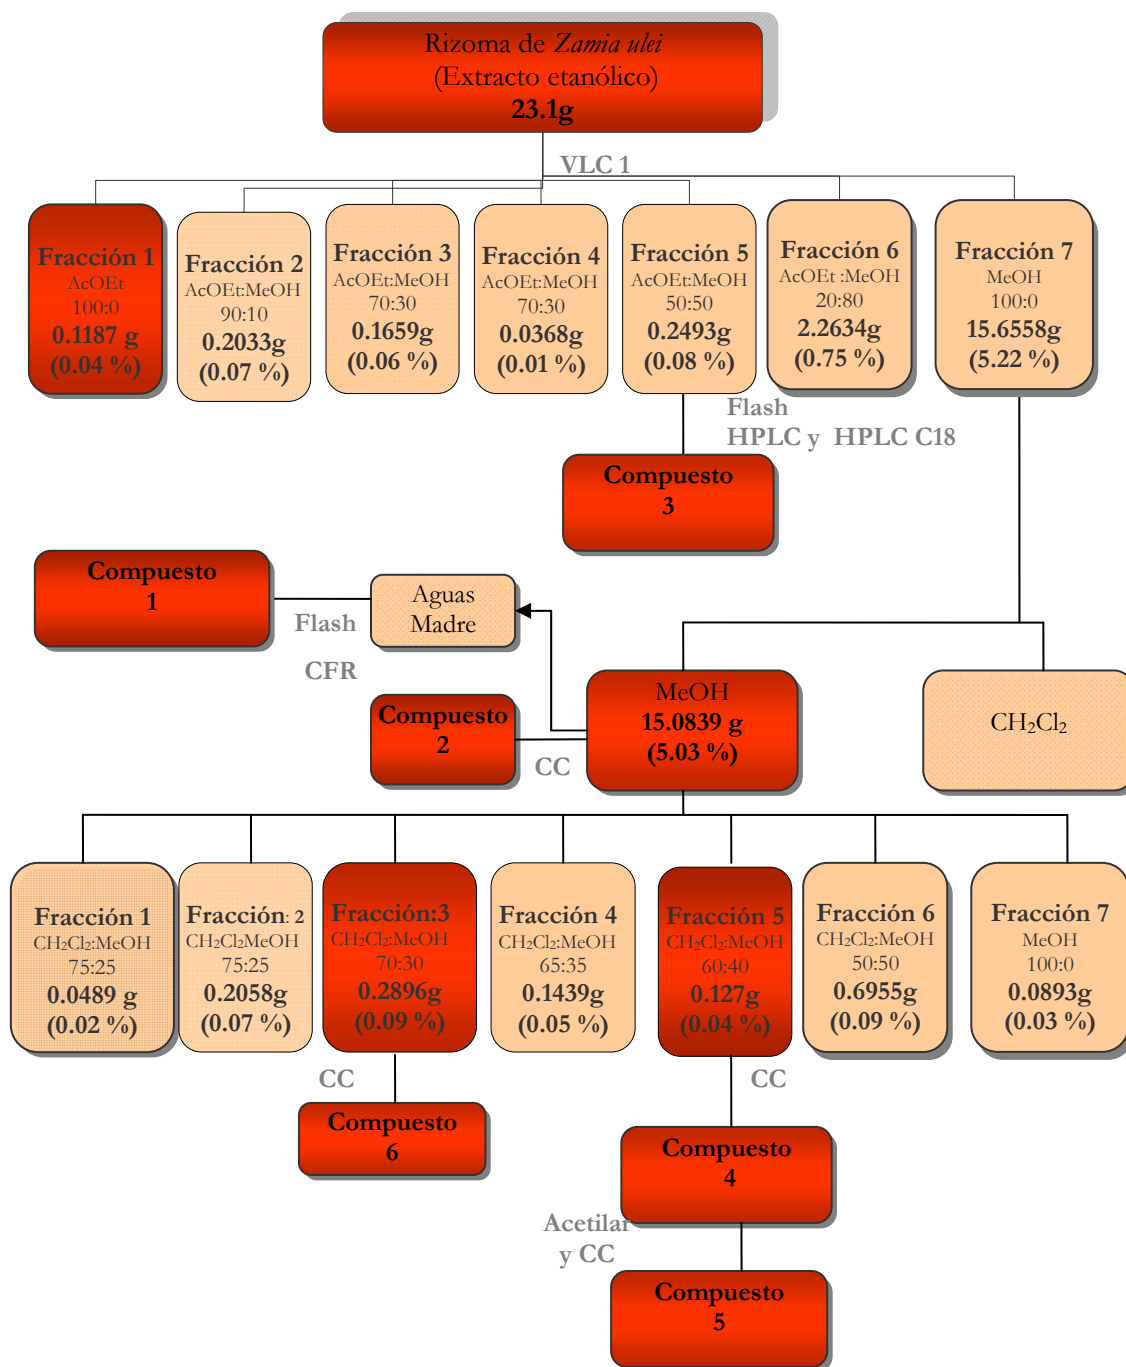 Rizoma de Zamia ulei
(Extracto etanólico)
23.1g
VLC 1
Fracción 1
AcOEt
100:0
0.1187 g
(0.04 %)
Fracción 2
AcOEt:MeOH
90:10
0.2033g
(0.07 %)
Fracción 3
AcOEt:MeOH
70:30
0.1659g
(0.06 %)
Fracción 4
AcOEt:MeOH
70:30
0.0368g
(0.01 %)
Fracción 5
AcOEt:MeOH
50:50
0.2493g
(0.08 %)
Fracción 6
AcOEt :MeOH
20:80
2.2634g
(0.75 %)
Fracción 7
MeOH
100:0
15.6558g
(5.22 %)
Flash
HPLC y HPLC C18
Compuesto
3
Compuesto
1
Flash
CFR
Aguas
Madre
Compuesto
2
CC
MeOH
15.0839 g
(5.03 %)
CH₂Cl₂
Fracción 1
CH₂Cl₂:MeOH
75:25
0.0489 g
(0.02 %)
Fracción: 2
CH₂Cl₂MeOH
75:25
0.2058g
(0.07 %)
Fracción:3
CH₂Cl₂:MeOH
70:30
0.2896g
(0.09 %)
Fracción 4
CH₂Cl₂:MeOH
65:35
0.1439g
(0.05 %)
Fracción 5
CH₂Cl₂:MeOH
60:40
0.127g
(0.04 %)
Fracción 6
CH₂Cl₂:MeOH
50:50
0.6955g
(0.09 %)
Fracción 7
MeOH
100:0
0.0893g
(0.03 %)
CC
Compuesto
6
CC
Compuesto
4
Acetilar
y CC
Compuesto
5